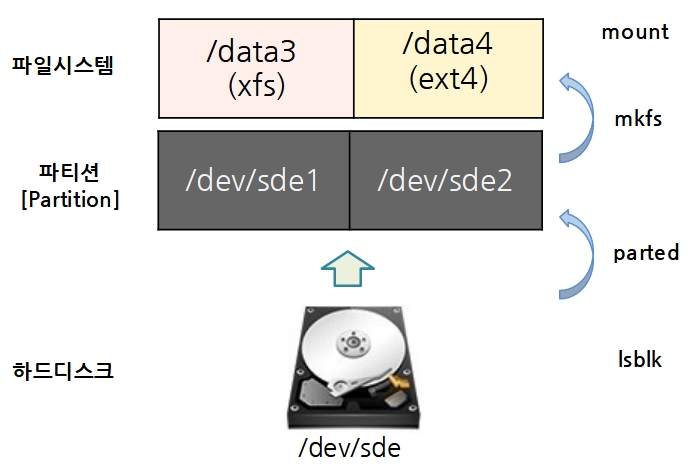 파일시스템
/data3
(xfs)
/data4
(ext4)
mount
mkfs
파티션
[Partition]
/dev/sde1
/dev/sde2
parted
하드디스크
/dev/sde
lsblk